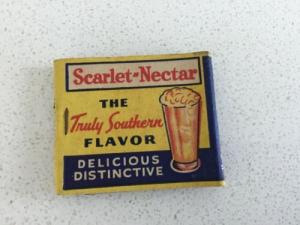 Scarlet-Nectar
THE
Truly Southern
FLAVOR
DELICIOUS
DISTINCTIVE